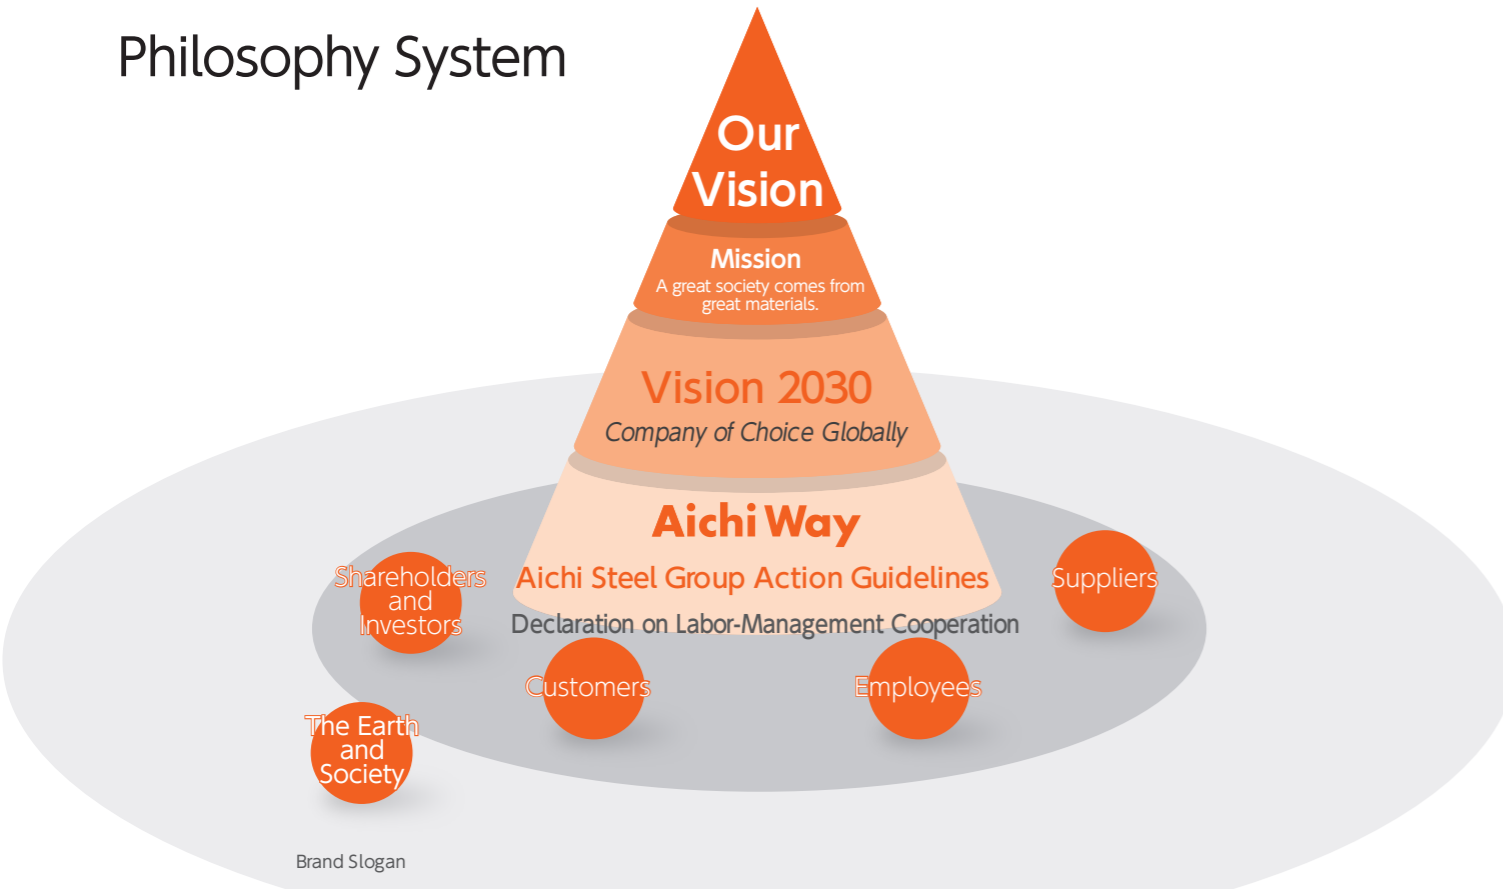 Philosophy System
Our
Vision
Mission
A great society comes from
great materials.
Vision 2030
Company of Choice Globally
Aichi Way
Aichi Steel Group Action Guidelines
Declaration on Labor-Management Cooperation
Shareholders
and
Investors
Suppliers
Customers
Employees
The Earth
and
Society
Brand Slogan